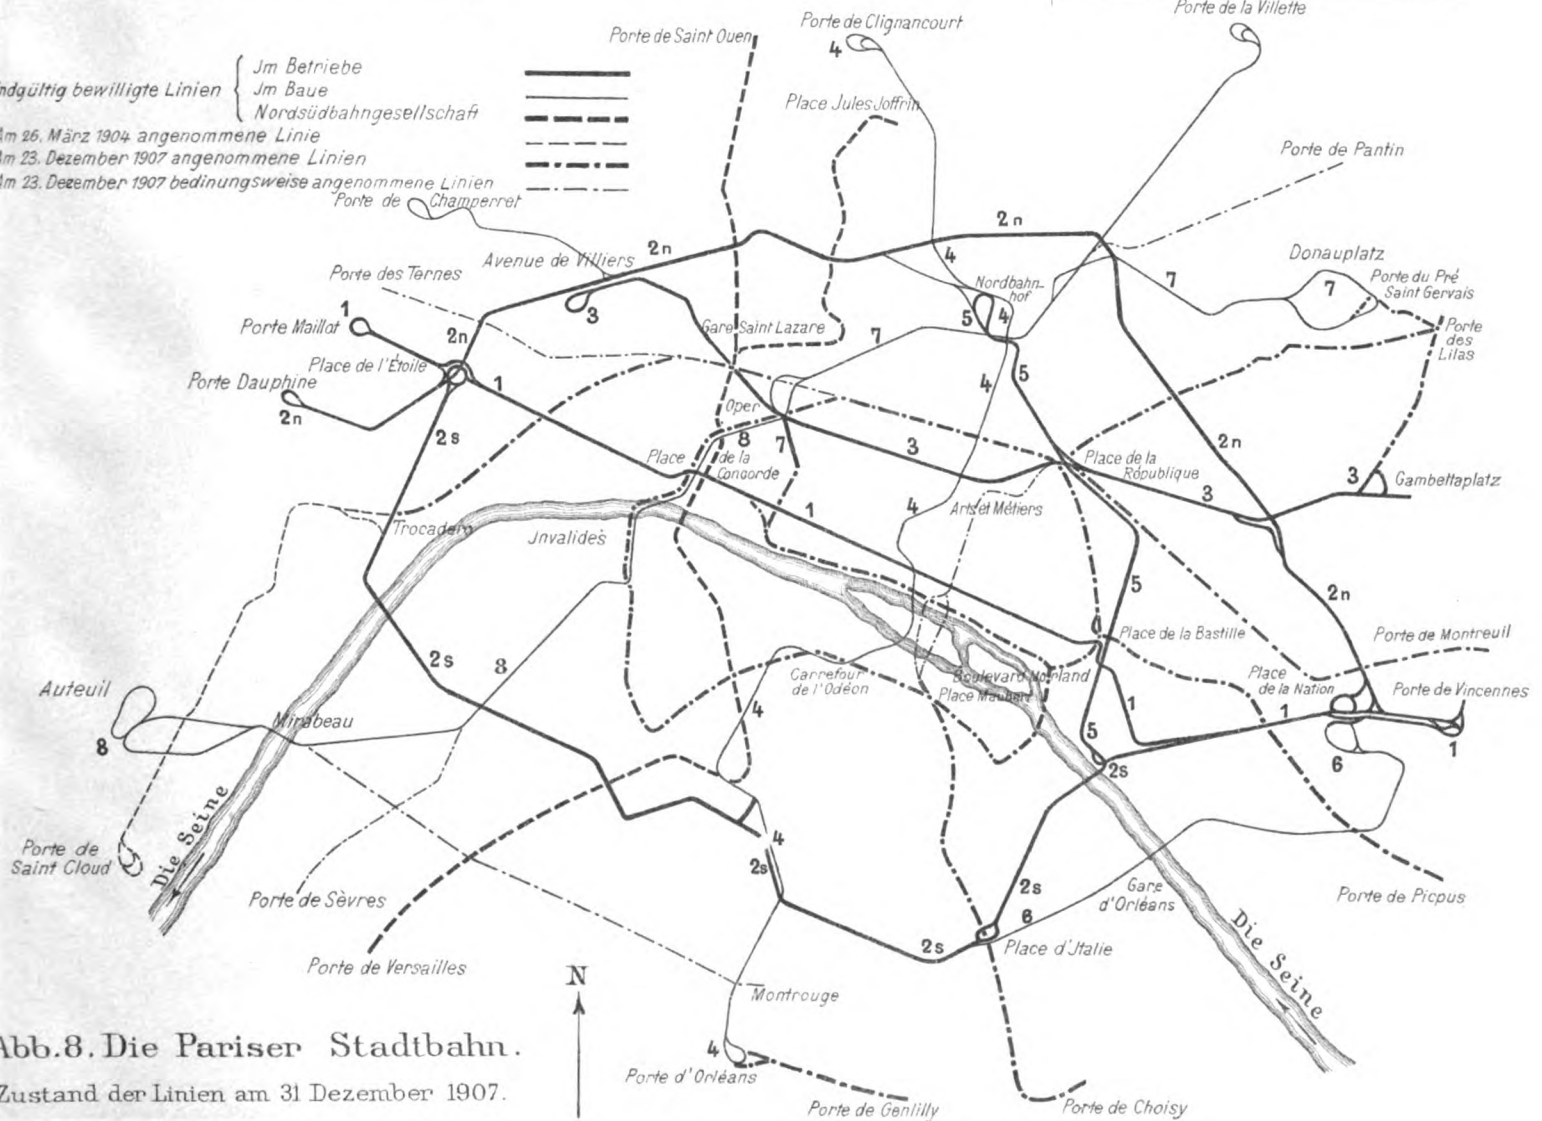 Porte de la Villette
Porte de Clignancourt
4
Porte de Saint Ouen
Jm Betriebe
ndgültig bewilligte Linien
Jm Baue
Nordsüdbahngesellschaft
Place Jules Joffrin
Am 26. März 1904 angenommene Linie
Am 23. Dezember 1907 angenommene Linien
Am 23. Dezember 1907 bedinungsweise angenommene Linien
Porte de Pantin
Porte de Champerret
2n
2n
4
Avenue de Villiers
Donauplatz
Porte des Ternes
Nordbahn-
hof
7
7
Porte du Pré
Saint Gervais
1
3
Porte Maillot
5
4
2n
Gare Saint Lazare
7
Porte
des
Lilas
Place de l'Étoile
Porte Dauphine
1
4
5
2n
Oper
2s
8
7
3
2n
Place de la
Concorde
Place de la
République
3
3
Gambettaplatz
4
1
Arts et Métiers
Trocadero
Jnvalides
5
2n
Place de la Bastille
Porte de Montreuil
2s
8
Carrefour
de l'Odéon
Boulevard Morland
Place Maubert
Place
de la Nation
Porte de Vincennes
Auteuil
4
1
1
Mirabeau
8
5
1
6
2s
Die Seine
4
Porte de
Saint Cloud
2s
2s
Gare
d'Orléans
Porte de Sèvres
Porte de Picpus
6
2s
Place d'Jtalie
Die Seine
Porte de Versailles
N
Montrouge
Abb. 8. Die Pariser Stadtbahn.
4
Porte d'Orléans
Zustand der Linien am 31 Dezember 1907.
Porte de Genlilly
Porte de Choisy